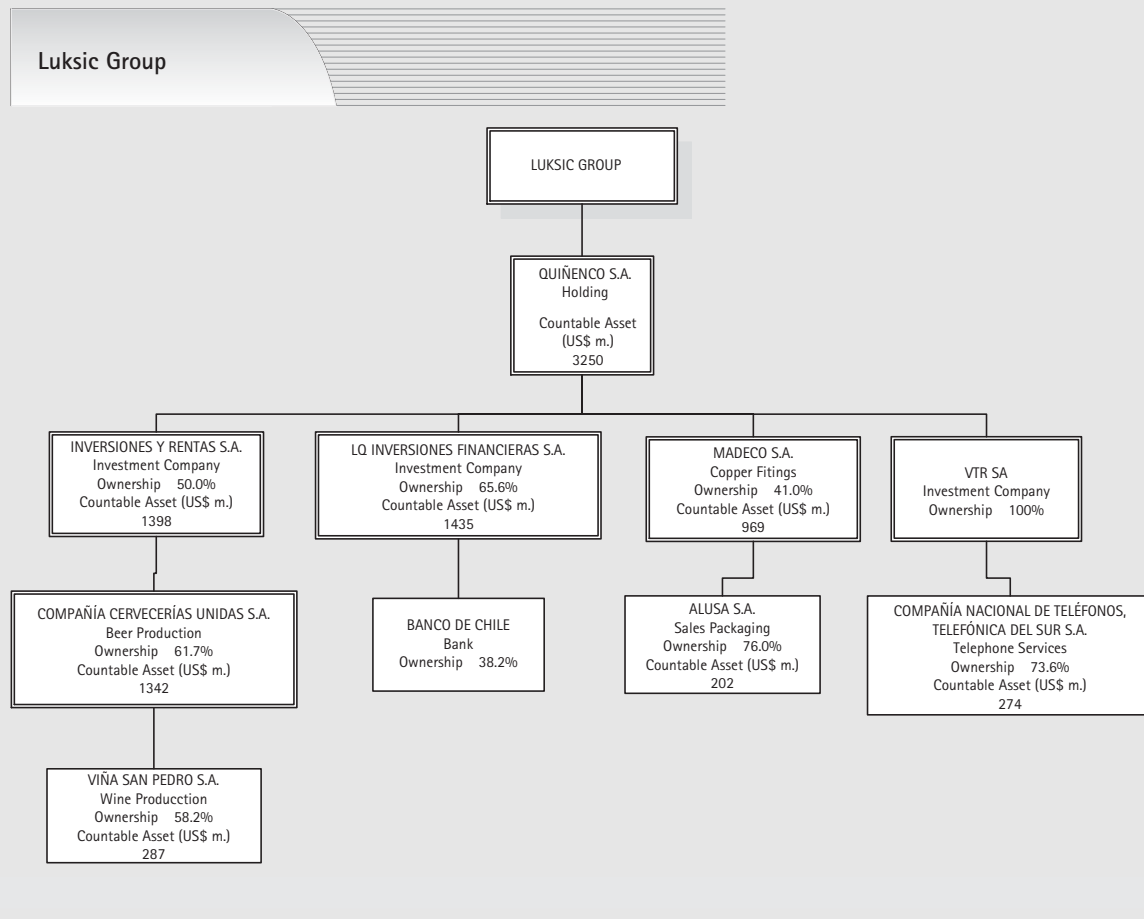 Luksic Group
LUKSIC GROUP
QUIÑENCO S.A.
Holding
Countable Asset
(US$ m.)
3250
INVERSIONES Y RENTAS S.A.
Investment Company
Ownership 50.0%
Countable Asset (US$ m.)
1398
LQ INVERSIONES FINANCIERAS S.A.
Investment Company
Ownership 65.6%
Countable Asset (US$ m.)
1435
MADECO S.A.
Copper Fitings
Ownership 41.0%
Countable Asset (US$ m.)
969
VTR SA
Investment Company
Ownership 100%
COMPAÑÍA CERVECERÍAS UNIDAS S.A.
Beer Production
Ownership 61.7%
Countable Asset (US$ m.)
1342
BANCO DE CHILE
Bank
Ownership 38.2%
ALUSA S.A.
Sales Packaging
Ownership 76.0%
Countable Asset (US$ m.)
202
COMPAÑÍA NACIONAL DE TELÉFONOS,
TELEFÓNICA DEL SUR S.A.
Telephone Services
Ownership 73.6%
Countable Asset (US$ m.)
274
VIÑA SAN PEDRO S.A.
Wine Producction
Ownership 58.2%
Countable Asset (US$ m.)
287